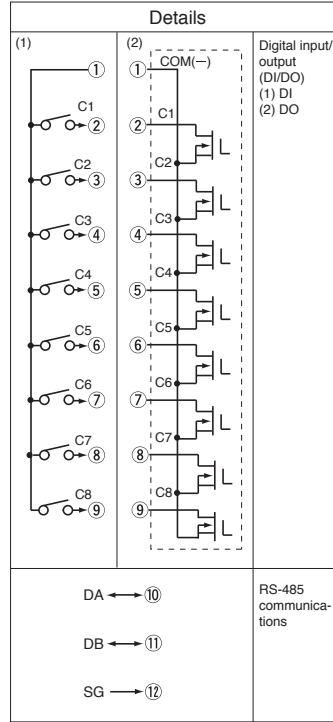 Details
(1)
①
C1
②
C2
③
C3
④
C4
⑤
C5
⑥
C6
⑦
C7
⑧
C8
⑨
(2)
COM(−)
①
C1
②
C2
③
C3
④
C4
⑤
C5
⑥
C6
⑦
C7
⑧
C8
⑨
Digital input/
output
(DI/DO)
(1) DI
(2) DO
DA ⑩
DB ⑪
SG ⑫
RS-485
communica-
tions